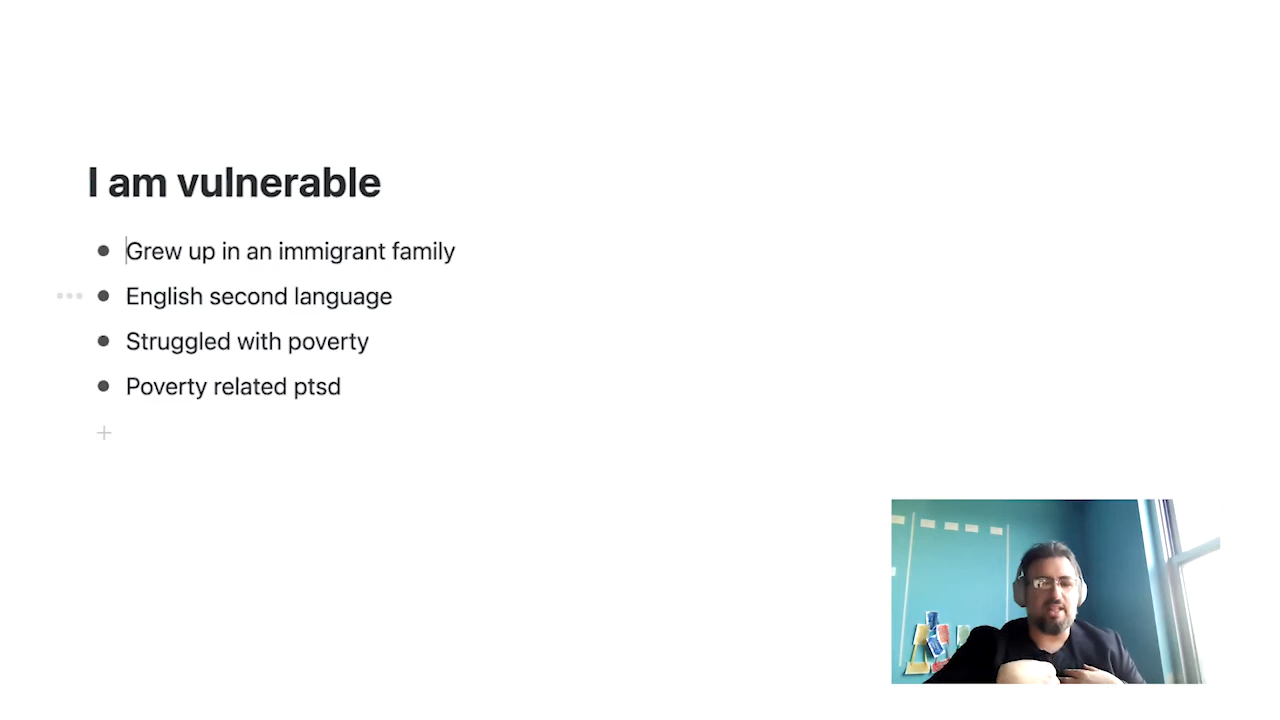 I am vulnerable
Grew up in an immigrant family
English second language
Struggled with poverty
Poverty related ptsd